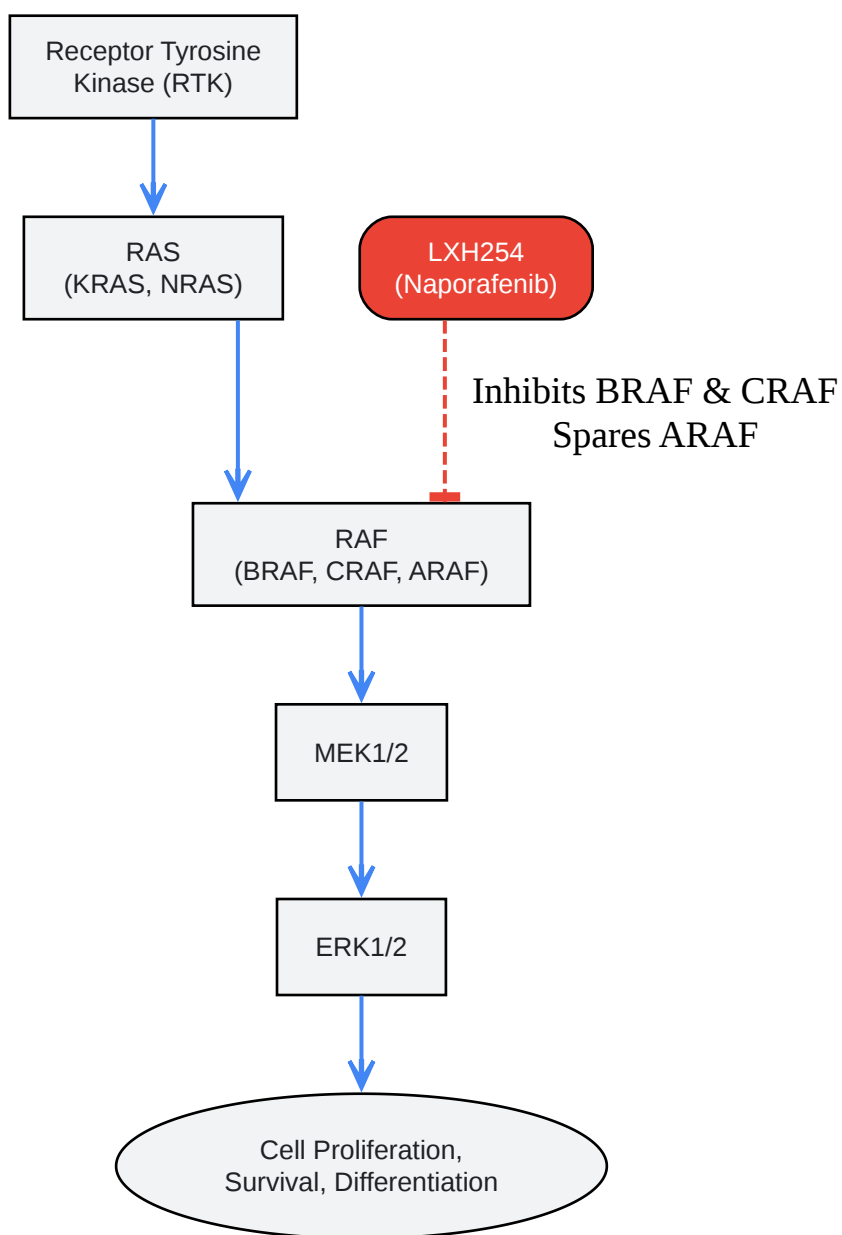 Receptor Tyrosine
Kinase (RTK)
RAS
(KRAS, NRAS)
LXH254
(Naporafenib)
Inhibits BRAF & CRAF
Spares ARAF
RAF
(BRAF, CRAF, ARAF)
MEK1/2
ERK1/2
Cell Proliferation,
Survival, Differentiation